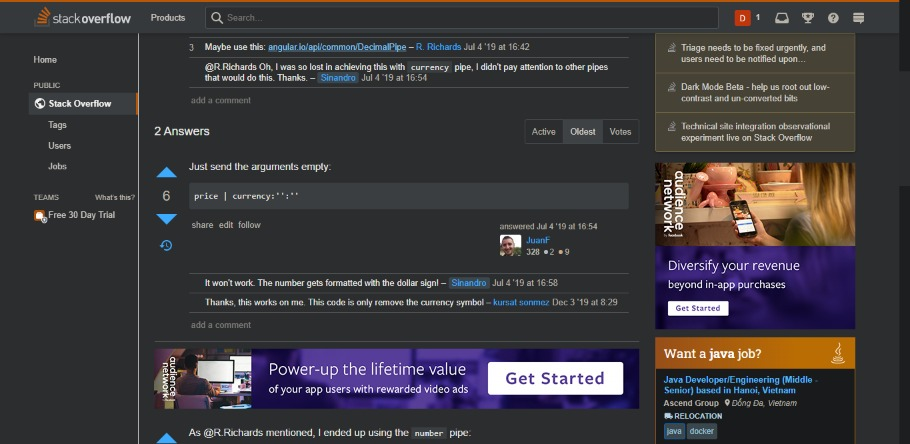 stackoverflow
Products
Search...
D
1
Home
PUBLIC
Stack Overflow
Tags
Users
Jobs
TEAMS What's this?
Free 30 Day Trial
3 Maybe use this: angular.io/api/common/DecimalPipe – R. Richards Jul 4 '19 at 16:42
@R.Richards Oh, I was so lost in achieving this with currency pipe, I didn't pay attention to other pipes
that would do this. Thanks. – Sinandro Jul 4 '19 at 16:54
add a comment
2 Answers
Active Oldest Votes
Just send the arguments empty:
6
price | currency:'':''
share edit follow
answered Jul 4 '19 at 16:54
JuanF
328 2 9
It won't work. The number gets formatted with the dollar sign! – Sinandro Jul 4 '19 at 16:58
Thanks, this works on me. This code is only remove the currency symbol – kursat sonmez Dec 3 '19 at 8:29
add a comment
audience
network
Power-up the lifetime value
of your app users with rewarded video ads
Get Started
As @R.Richards mentioned, I ended up using the number pipe:
Triage needs to be fixed urgently, and
users need to be notified upon...
Dark Mode Beta - help us root out low-
contrast and un-converted bits
Technical site integration observational
experiment live on Stack Overflow
audience
network
by facebook
Diversify your revenue
beyond in-app purchases
Get Started
Want a java job?
Java Developer/Engineering (Middle -
Senior) based in Hanoi, Vietnam
Ascend Group Đống Đa, Vietnam
RELOCATION
java docker